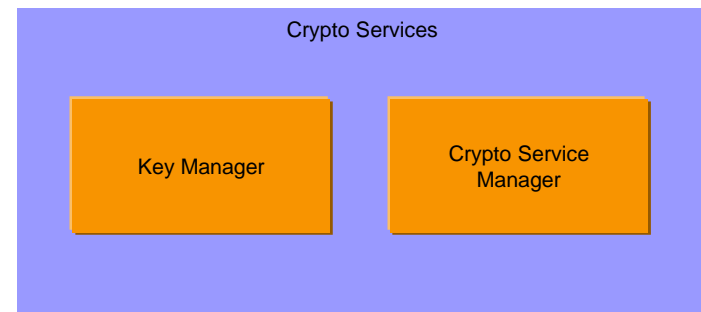 Crypto Services
Key Manager
Crypto Service
Manager